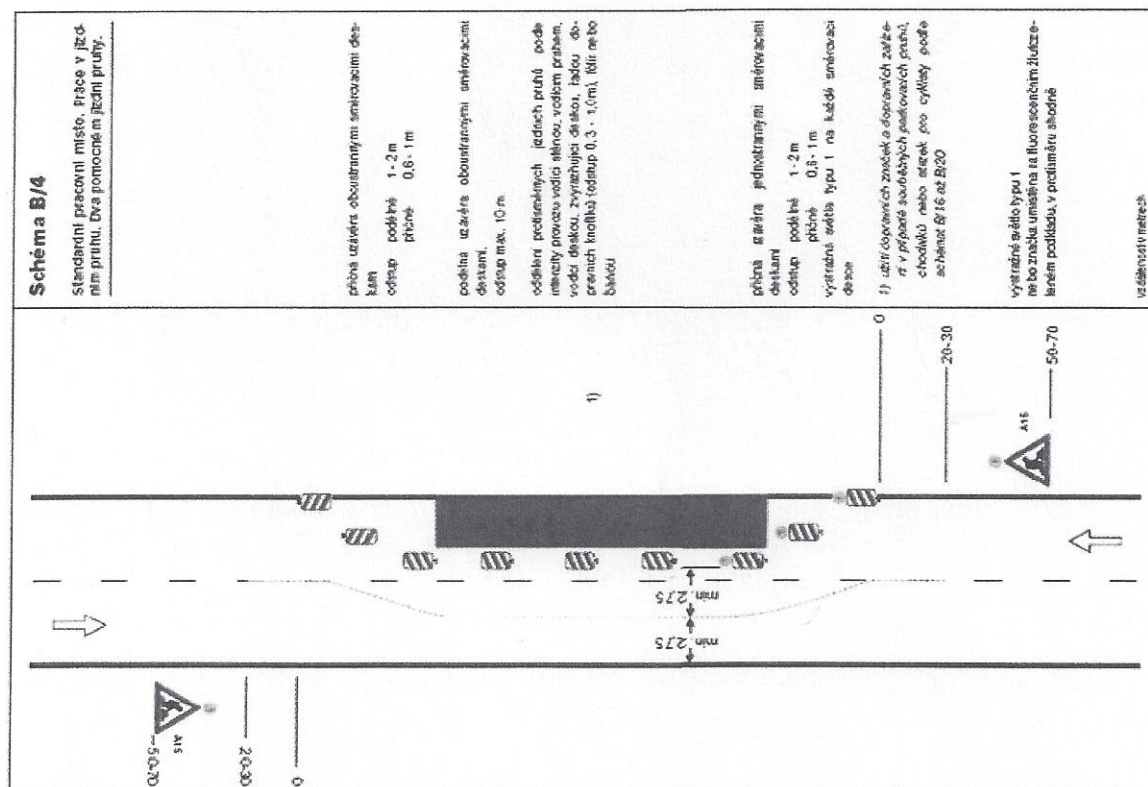 Schéma B/4
Standardní pracovní místo. Práce v jízd-
ním pruhu. Dva pomocném jízdní pruhy.
příčná uzávěra oboustrannými směrovacími des-
kami
odstup podélně 1 - 2 m
příčně 0,6 - 1 m
podélná uzávěra oboustrannými směrovacími
deskami.
odstup max. 10 m
oddělení protisměrných jízdních pruhů podle
intenzity provozu vodicí stěnou, vodicím prahem,
vodicí deskou, zvýrazňující deskou, řadou do-
pravních knoflíků (odstup 0,3 - 1,0m), fólií nebo
barvou
příčná uzávěra jednostrannými směrovacími
deskami
odstup podélně 1 - 2 m
příčně 0,6 - 1 m
výstražná světla typu 1 na každé směrovací
desce
1) užití dopravních značek a dopravních zaříze-
ní v případě souběžných parkovacích pruhů,
chodníků nebo stezek pro cyklisty podle
schémat B/16 až B/20
výstražné světlo typu 1
nebo značka umístěná na fluorescenčním žlutoze-
leném podkladu, v protisměru shodně
vzdálenosti v metrech
1)
0
20-30
50-70
A15
min. 2,75
min. 2,75
A15
50-70
20-30
0